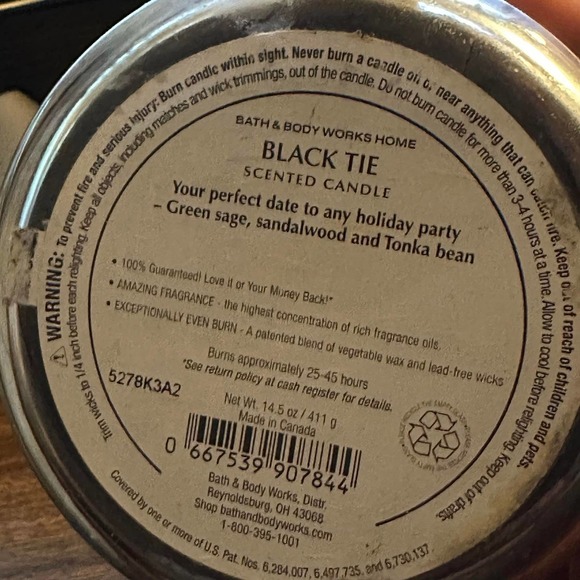 ⚠ WARNING: To prevent fire and serious injury: Burn candle within sight. Never burn a candle on or near anything that can catch fire. Keep out of reach of children and pets.
Trim wicks to 1/4 inch before each relighting. Keep all objects, including matches and wick trimmings, out of the candle. Do not burn candle for more than 3-4 hours at a time. Allow to cool before relighting. Keep out of drafts.
BATH & BODY WORKS HOME
BLACK TIE
SCENTED CANDLE
Your perfect date to any holiday party
– Green sage, sandalwood and Tonka bean
• 100% Guaranteed! Love it or Your Money Back!*
• AMAZING FRAGRANCE - the highest concentration of rich fragrance oils.
• EXCEPTIONALLY EVEN BURN - A patented blend of vegetable wax and lead-free wicks
Burns approximately 25-45 hours
*See return policy at cash register for details.
5278K3A2
Net Wt. 14.5 oz / 411 g
Made in Canada
0 667539 907844
Bath & Body Works, Distr.
Reynoldsburg, OH 43068
Shop bathandbodyworks.com
1-800-395-1001
Covered by one or more of U.S. Pat. Nos. 6,284,007, 6,497,735, and 6,730,137